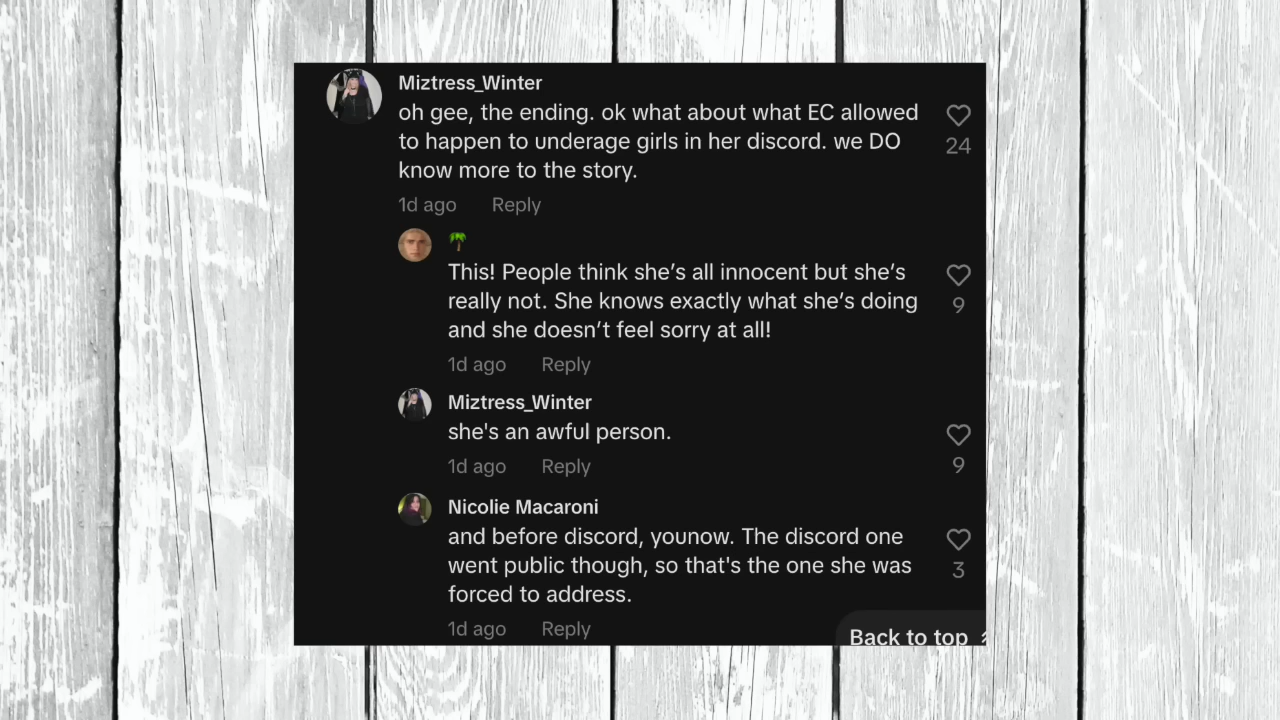 Miztress_Winter
oh gee, the ending. ok what about what EC allowed
to happen to underage girls in her discord. we DO
know more to the story.
24
1d ago Reply
🌴
This! People think she’s all innocent but she’s
really not. She knows exactly what she’s doing
and she doesn’t feel sorry at all!
9
1d ago Reply
Miztress_Winter
she's an awful person.
9
1d ago Reply
Nicolie Macaroni
and before discord, younow. The discord one
went public though, so that's the one she was
forced to address.
3
1d ago Reply
Back to top